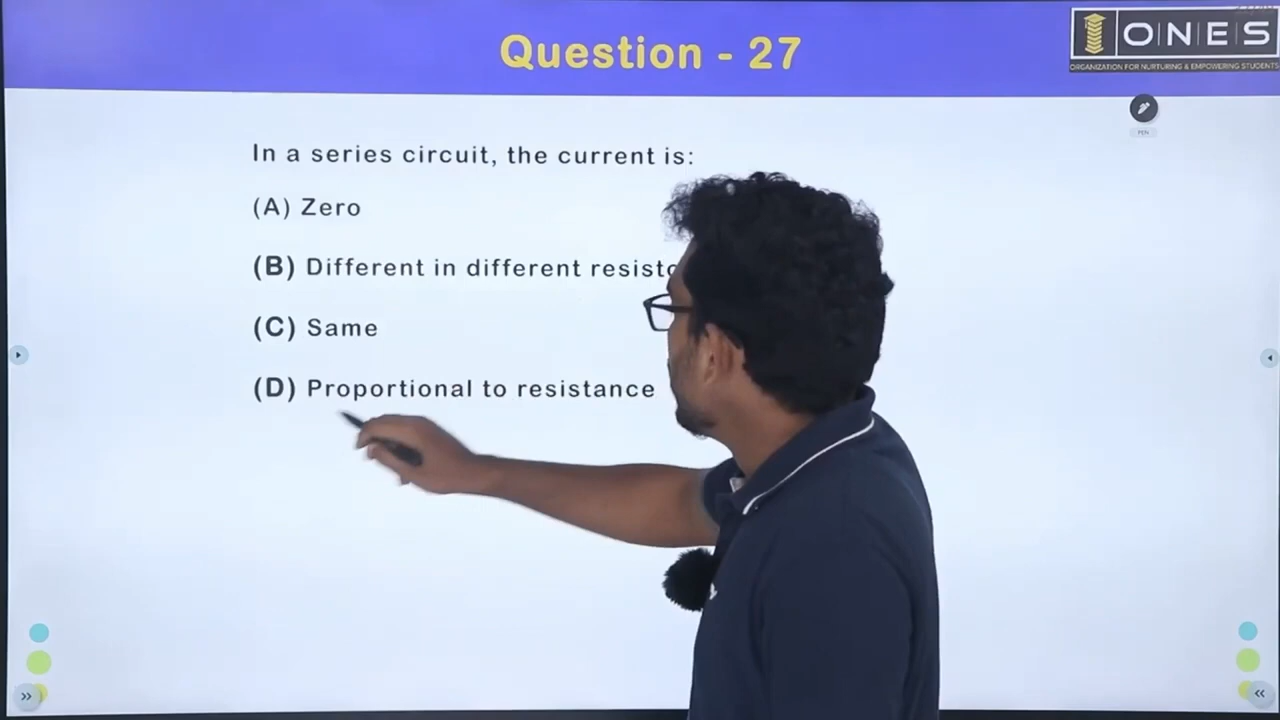 Question - 27
O|N|E|S
ORGANIZATION FOR NURTURING & EMPOWERING STUDENTS
PEN
In a series circuit, the current is:
(A) Zero
(B) Different in different
(C) Same
(D) Proportional to resistance